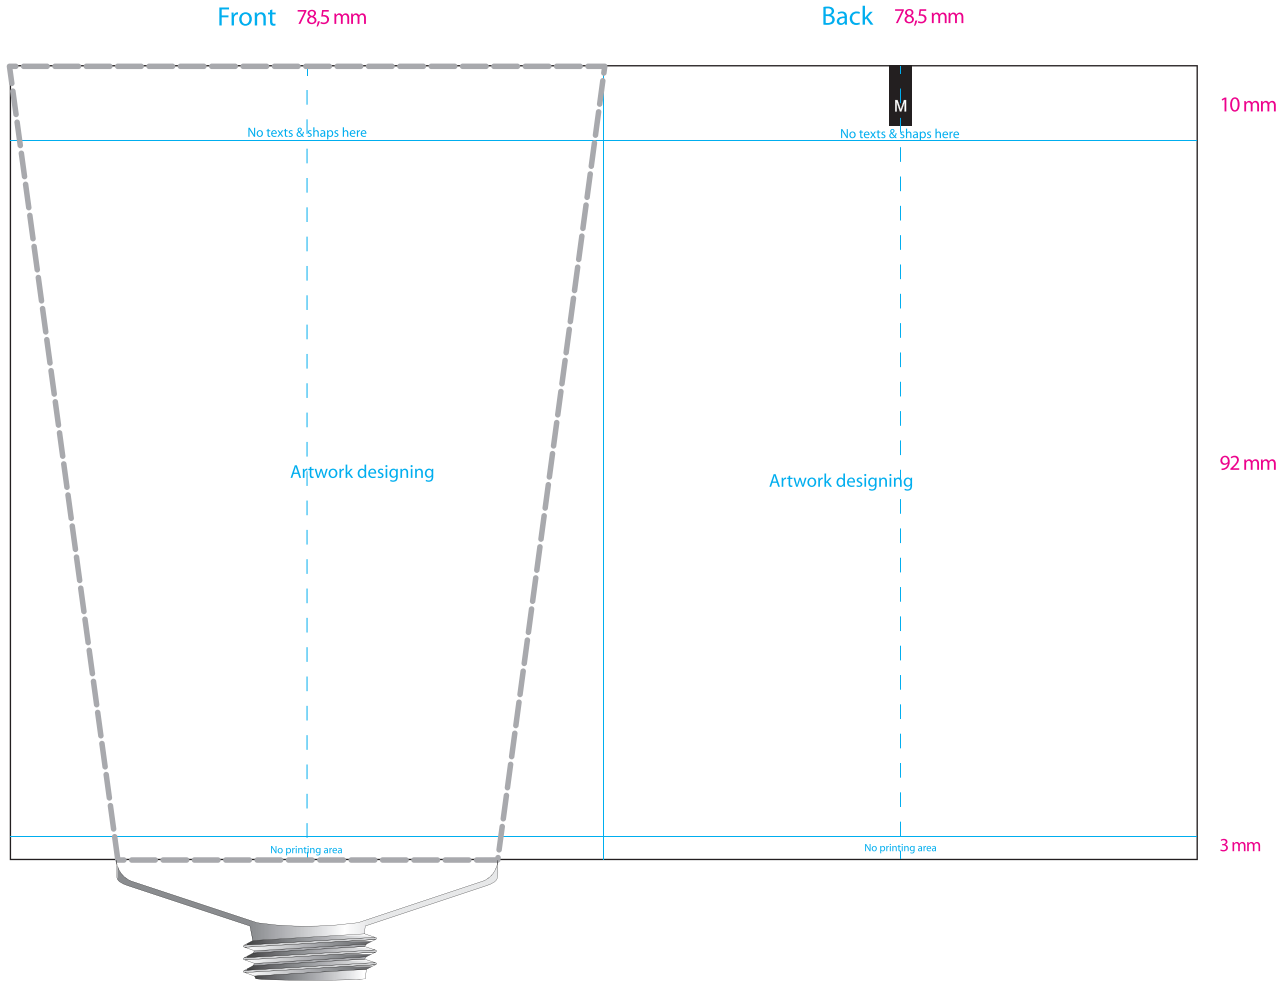 Front 78,5 mm Back 78,5 mm
M
10 mm
No texts & shaps here No texts & shaps here
92 mm
Artwork designing Artwork designing
3 mm
No printing area No printing area